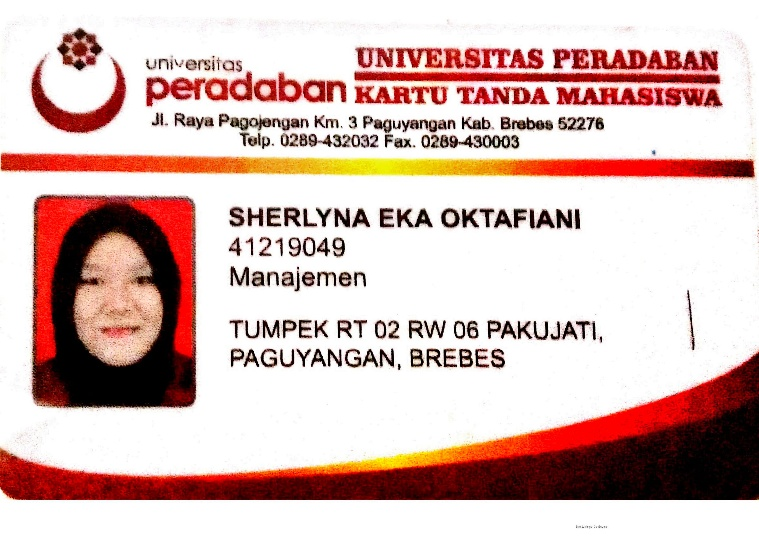 universitas
peradaban
UNIVERSITAS PERADABAN
KARTU TANDA MAHASISWA
Jl. Raya Pagojengan Km. 3 Paguyangan Kab. Brebes 52276
Telp. 0289-432032 Fax. 0289-430003
SHERLYNA EKA OKTAFIANI
41219049
Manajemen
TUMPEK RT 02 RW 06 PAKUJATI,
PAGUYANGAN, BREBES